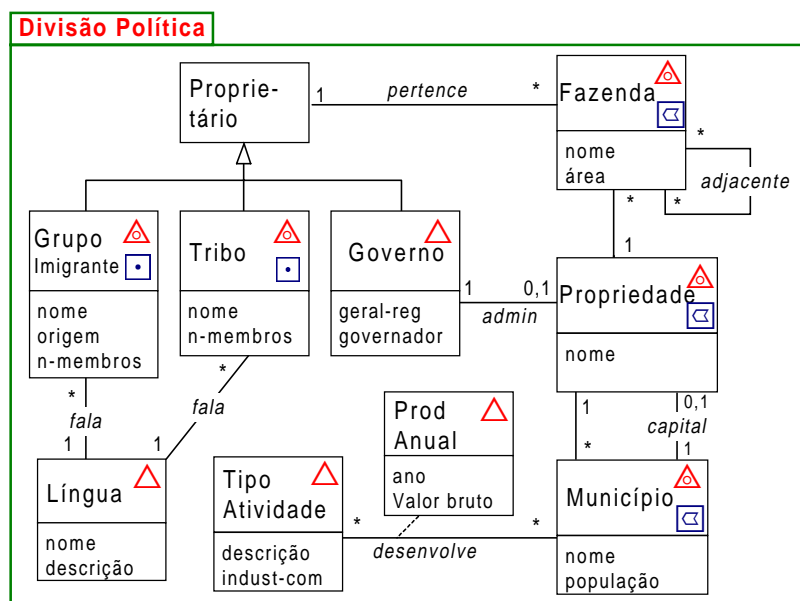 Divisão Política
Proprie-
tário
1
pertence
*
Fazenda
nome
área
*
adjacente
*
*
1
Grupo
Imigrante
nome
origem
n-membros
Tribo
nome
n-membros
Governo
geral-reg
governador
1
0,1
admin
Propriedade
nome
*
fala
1
*
fala
1
Língua
nome
descrição
Prod
Anual
ano
Valor bruto
1
*
0,1
capital
1
Tipo
Atividade
descrição
indust-com
*
desenvolve
*
Município
nome
população